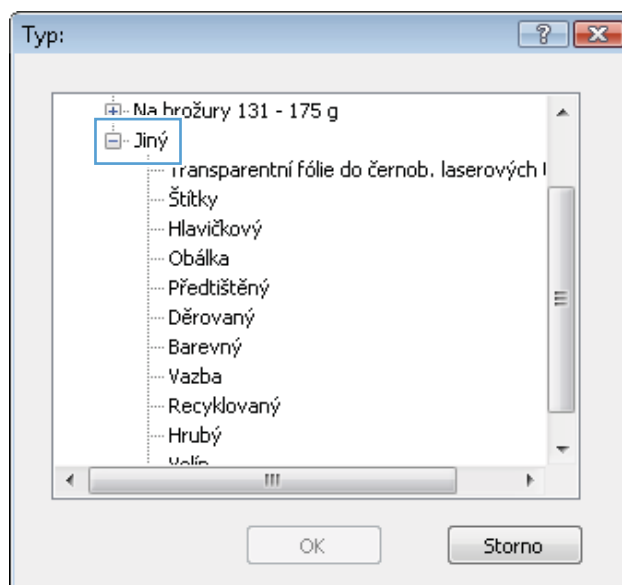 Typ:
Na brožury 131 - 175 g
Jiný
Transparentní fólie do černob. laserových
Štítky
Hlavičkový
Obálka
Předtištěný
Děrovaný
Barevný
Vazba
Recyklovaný
Hrubý
OK
Storno